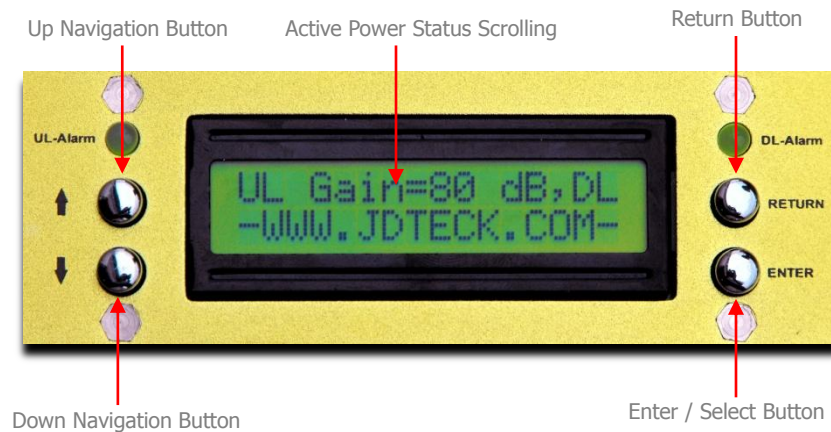 Up Navigation Button
Active Power Status Scrolling
Return Button
UL-Alarm
DL-Alarm
UL Gain=80 dB,DL
-WWW.JDTECK.COM-
RETURN
ENTER
Down Navigation Button
Enter / Select Button